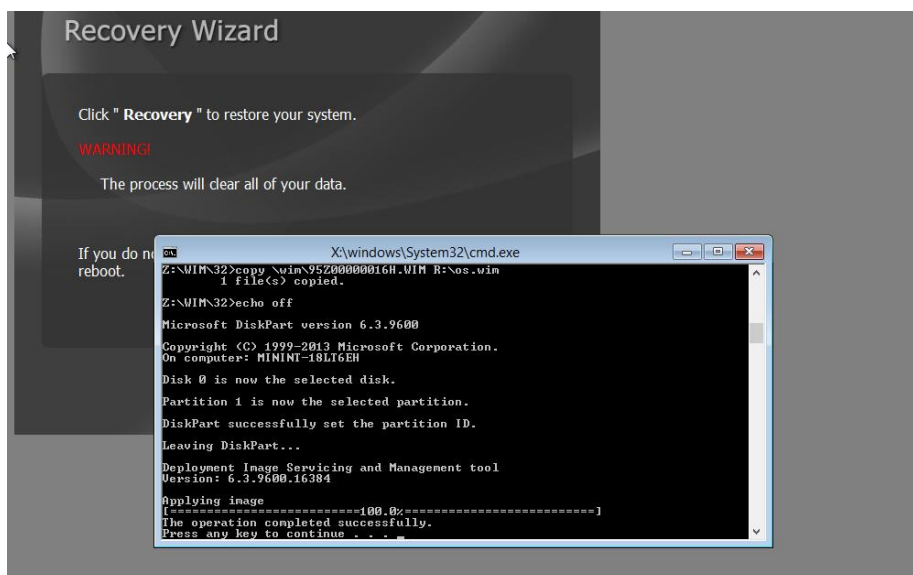 Recovery Wizard
Click " Recovery " to restore your system.
WARNING!
The process will clear all of your data.
If you do n
reboot.
X:\windows\System32\cmd.exe
Z:\WIM\32>copy \wim\95Z00000016H.WIM R:\os.wim
1 file(s) copied.
Z:\WIM\32>echo off
Microsoft DiskPart version 6.3.9600
Copyright (C) 1999-2013 Microsoft Corporation.
On computer: MININT-18LT6EH
Disk 0 is now the selected disk.
Partition 1 is now the selected partition.
DiskPart successfully set the partition ID.
Leaving DiskPart...
Deployment Image Servicing and Management tool
Version: 6.3.9600.16384
Applying image
[==========================100.0%==========================]
The operation completed successfully.
Press any key to continue . . .